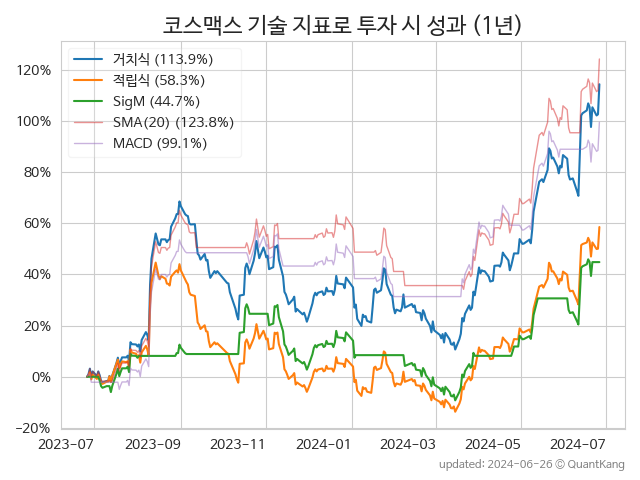 코스맥스 기술 지표로 투자 시 성과 (1년)
거치식 (113.9%)
적립식 (58.3%)
SigM (44.7%)
SMA(20) (123.8%)
MACD (99.1%)
120%
100%
80%
60%
40%
20%
0%
−20%
2023-07 2023-09 2023-11 2024-01 2024-03 2024-05 2024-07
updated: 2024-06-26 © QuantKang